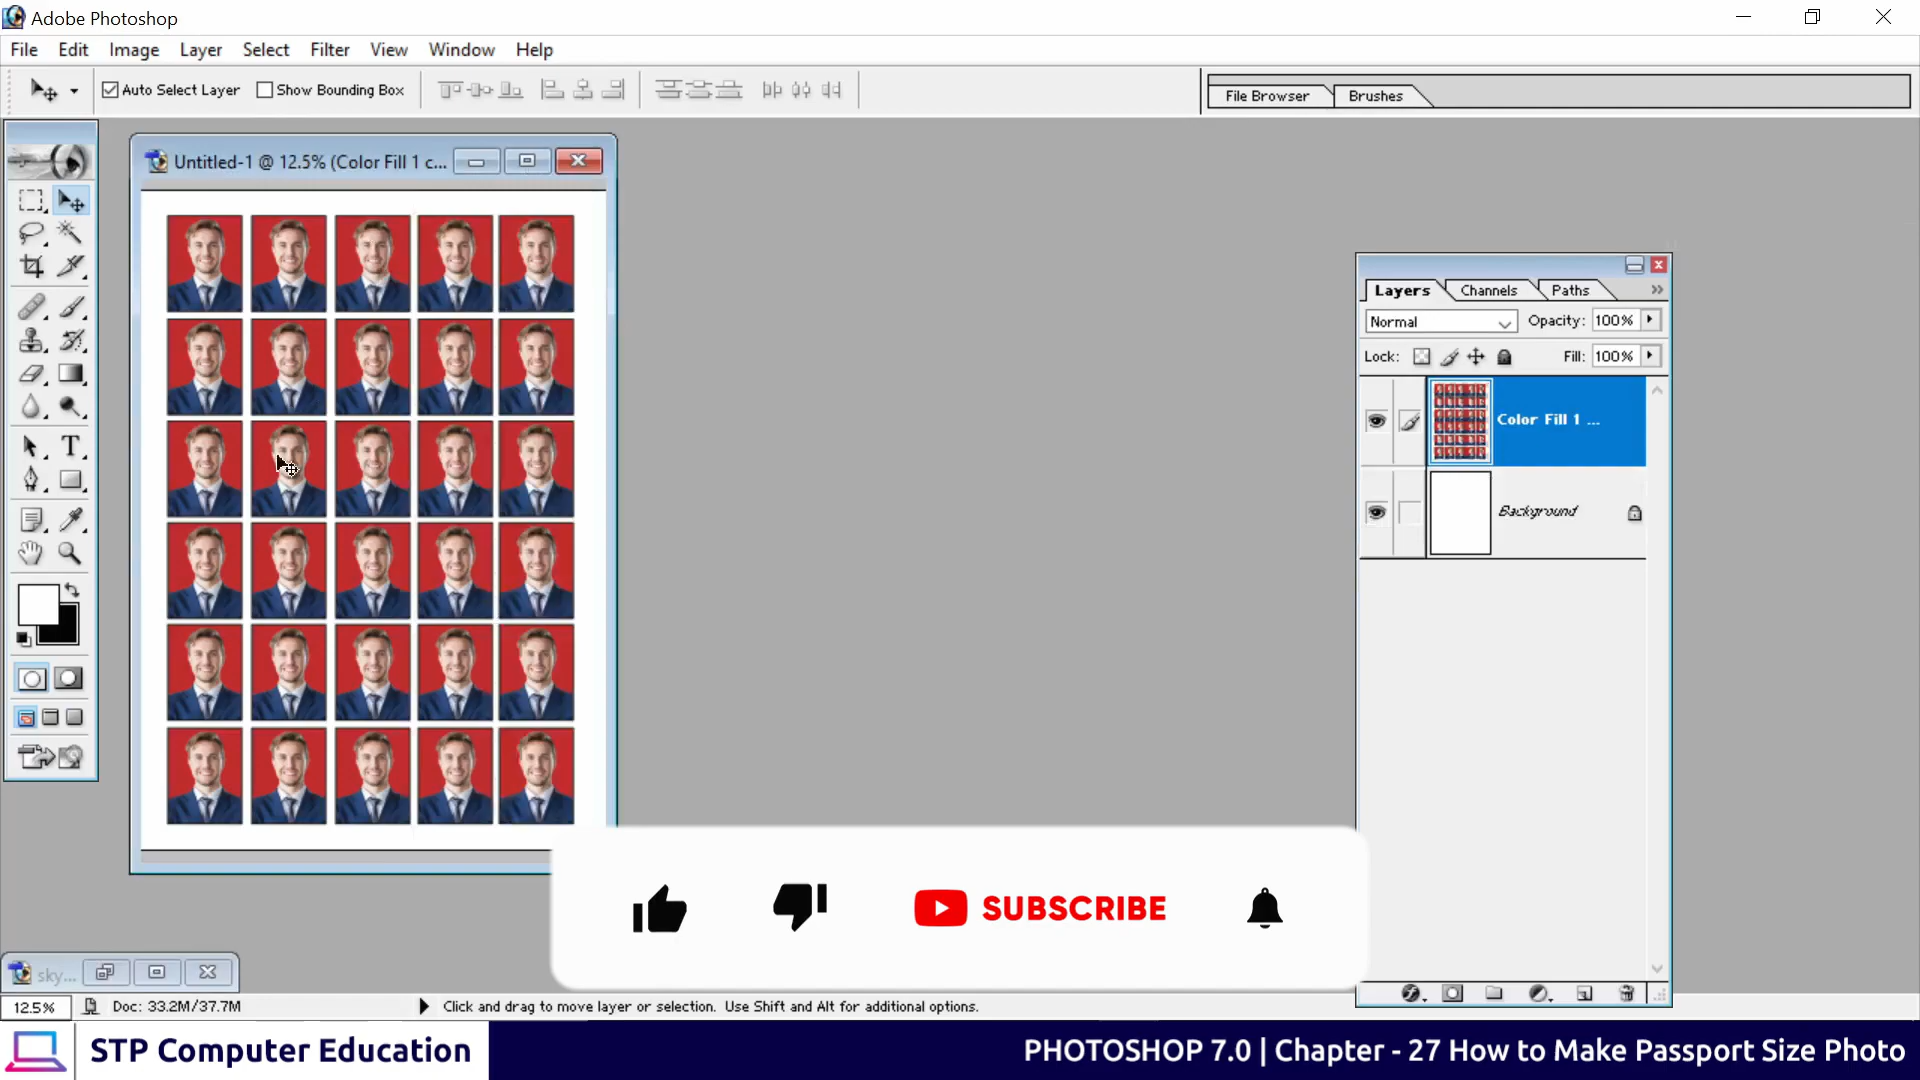 Adobe Photoshop
File Edit Image Layer Select Filter View Window Help
Auto Select Layer Show Bounding Box
File Browser Brushes
Untitled-1 @ 12.5% (Color Fill 1 c...
T
Layers Channels Paths
Normal Opacity: 100%
Lock: Fill: 100%
Color Fill 1 ...
Background
SUBSCRIBE
sky...
12.5% Doc: 33.2M/37.7M Click and drag to move layer or selection. Use Shift and Alt for additional options.
STP Computer Education
PHOTOSHOP 7.0 | Chapter - 27 How to Make Passport Size Photo